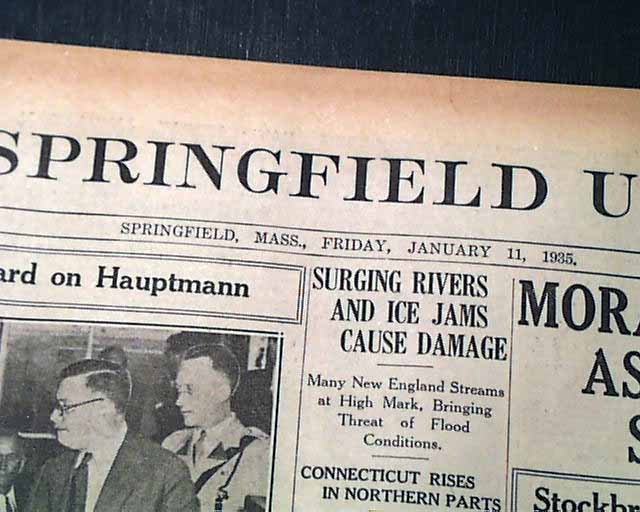 SPRINGFIELD U
SPRINGFIELD, MASS., FRIDAY, JANUARY 11, 1935.
ard on Hauptmann
SURGING RIVERS
AND ICE JAMS
CAUSE DAMAGE
Many New England Streams
at High Mark, Bringing
Threat of Flood
Conditions.
CONNECTICUT RISES
IN NORTHERN PARTS
MORA
AS
S
Stockbr